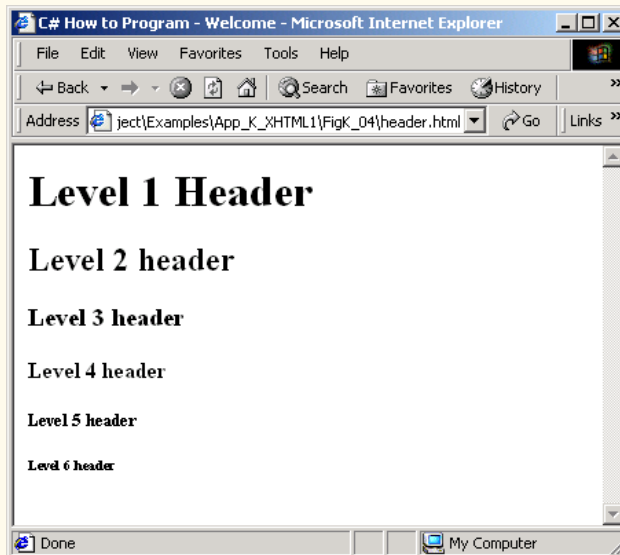 C# How to Program - Welcome - Microsoft Internet Explorer
File Edit View Favorites Tools Help
Back Search Favorites History »
Address ject\Examples\App_K_XHTML1\FigK_04\header.html Go Links »
Level 1 Header
Level 2 header
Level 3 header
Level 4 header
Level 5 header
Level 6 header
Done My Computer